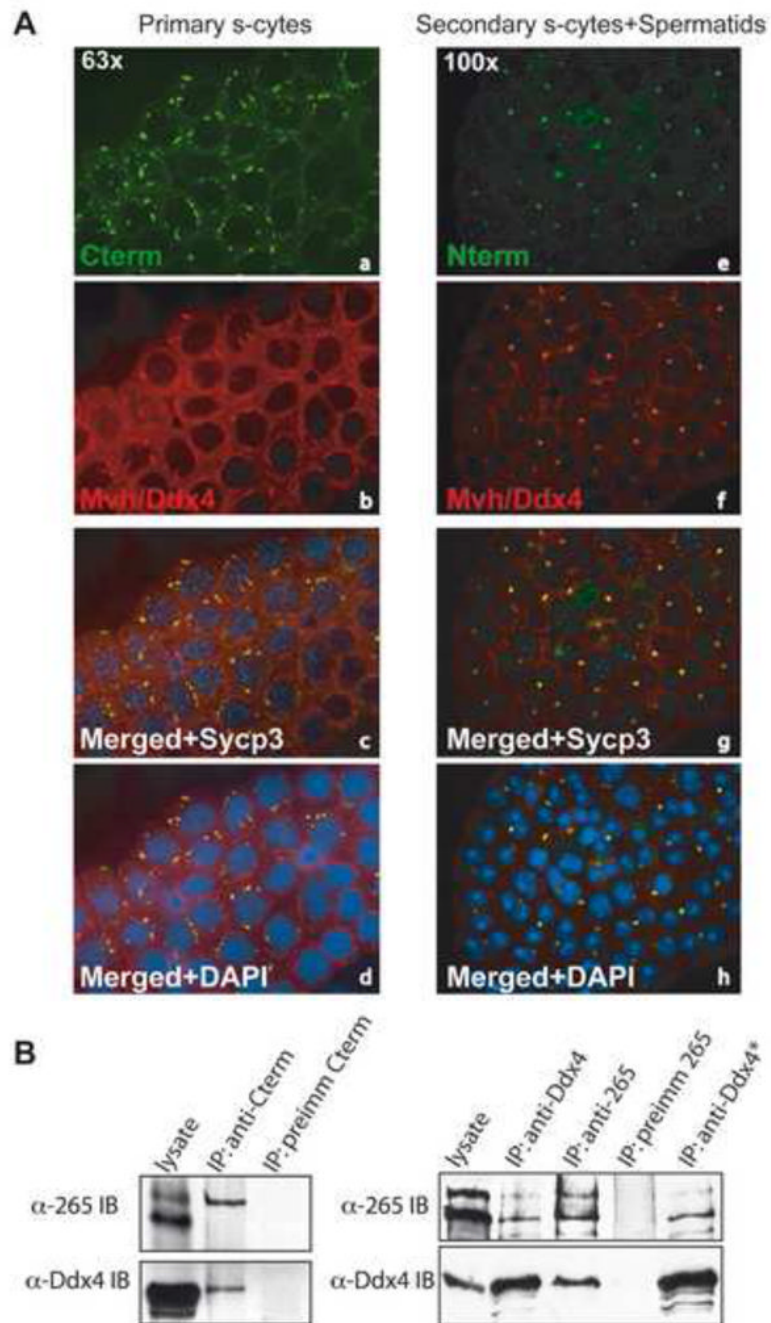 A
Primary s-cytes
Secondary s-cytes+Spermatids
63x
Cterm
a
100x
Nterm
e
Mvh/Ddx4
b
Mvh/Ddx4
f
Merged+Sycp3
c
Merged+Sycp3
g
Merged+DAPI
d
Merged+DAPI
h
B
lysate
IP: anti-Cterm
IP: preimm Cterm
α-265 IB
α-Ddx4 IB
lysate
IP: anti-Ddx4
IP: anti-265
IP: preimm 265
IP: anti-Ddx4*
α-265 IB
α-Ddx4 IB